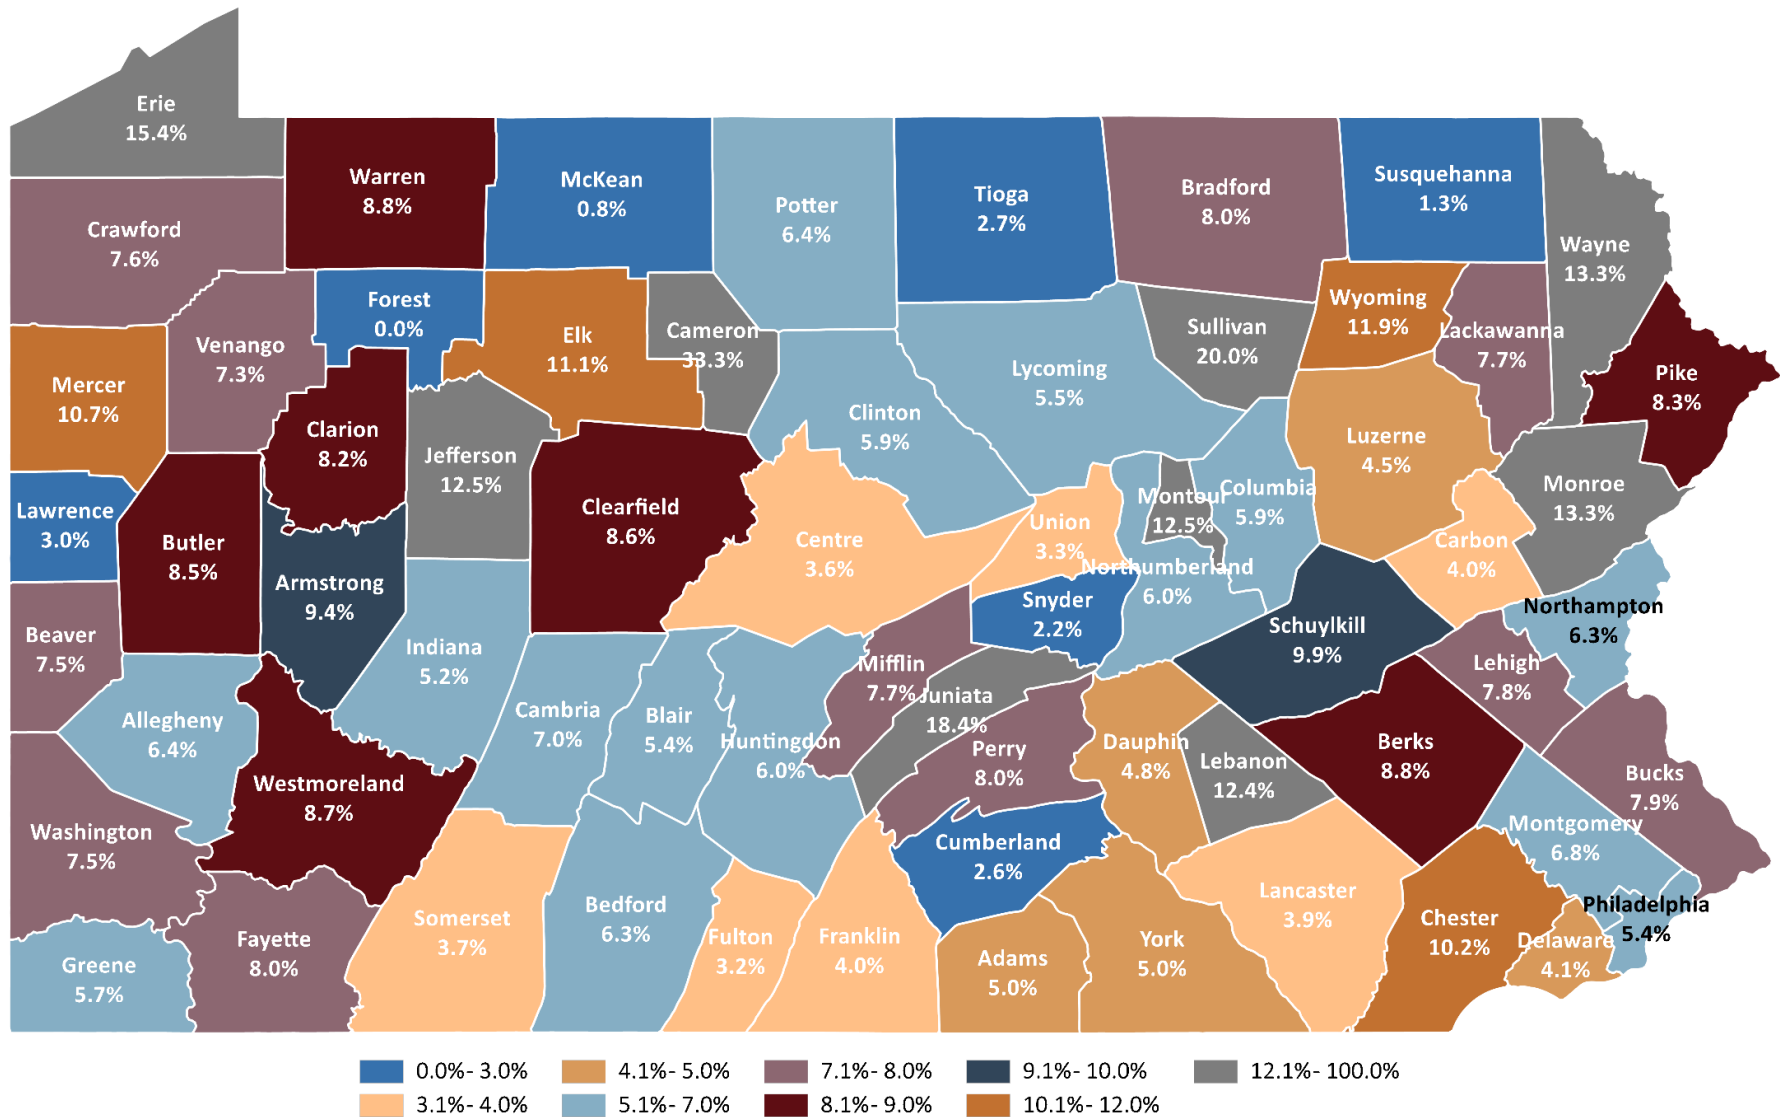 Erie
15.4%
Warren
8.8%
McKean
0.8%
Potter
6.4%
Tioga
2.7%
Bradford
8.0%
Susquehanna
1.3%
Wayne
13.3%
Crawford
7.6%
Forest
0.0%
Elk
11.1%
Cameron
33.3%
Sullivan
20.0%
Wyoming
11.9%
Lackawanna
7.7%
Pike
8.3%
Venango
7.3%
Mercer
10.7%
Clarion
8.2%
Jefferson
12.5%
Clinton
5.9%
Lycoming
5.5%
Luzerne
4.5%
Monroe
13.3%
Lawrence
3.0%
Butler
8.5%
Armstrong
9.4%
Clearfield
8.6%
Centre
3.6%
Union
3.3%
Montour
12.5%
Columbia
5.9%
Northumberland
6.0%
Carbon
4.0%
Northampton
6.3%
Beaver
7.5%
Indiana
5.2%
Snyder
2.2%
Schuylkill
9.9%
Lehigh
7.8%
Allegheny
6.4%
Westmoreland
8.7%
Cambria
7.0%
Blair
5.4%
Huntingdon
6.0%
Mifflin
7.7%
Juniata
18.4%
Perry
8.0%
Dauphin
4.8%
Lebanon
12.4%
Berks
8.8%
Bucks
7.9%
Montgomery
6.8%
Washington
7.5%
Cumberland
2.6%
Lancaster
3.9%
Chester
10.2%
Philadelphia
5.4%
Delaware
4.1%
Greene
5.7%
Fayette
8.0%
Somerset
3.7%
Bedford
6.3%
Fulton
3.2%
Franklin
4.0%
Adams
5.0%
York
5.0%
0.0%- 3.0%
4.1%- 5.0%
7.1%- 8.0%
9.1%- 10.0%
12.1%- 100.0%
3.1%- 4.0%
5.1%- 7.0%
8.1%- 9.0%
10.1%- 12.0%